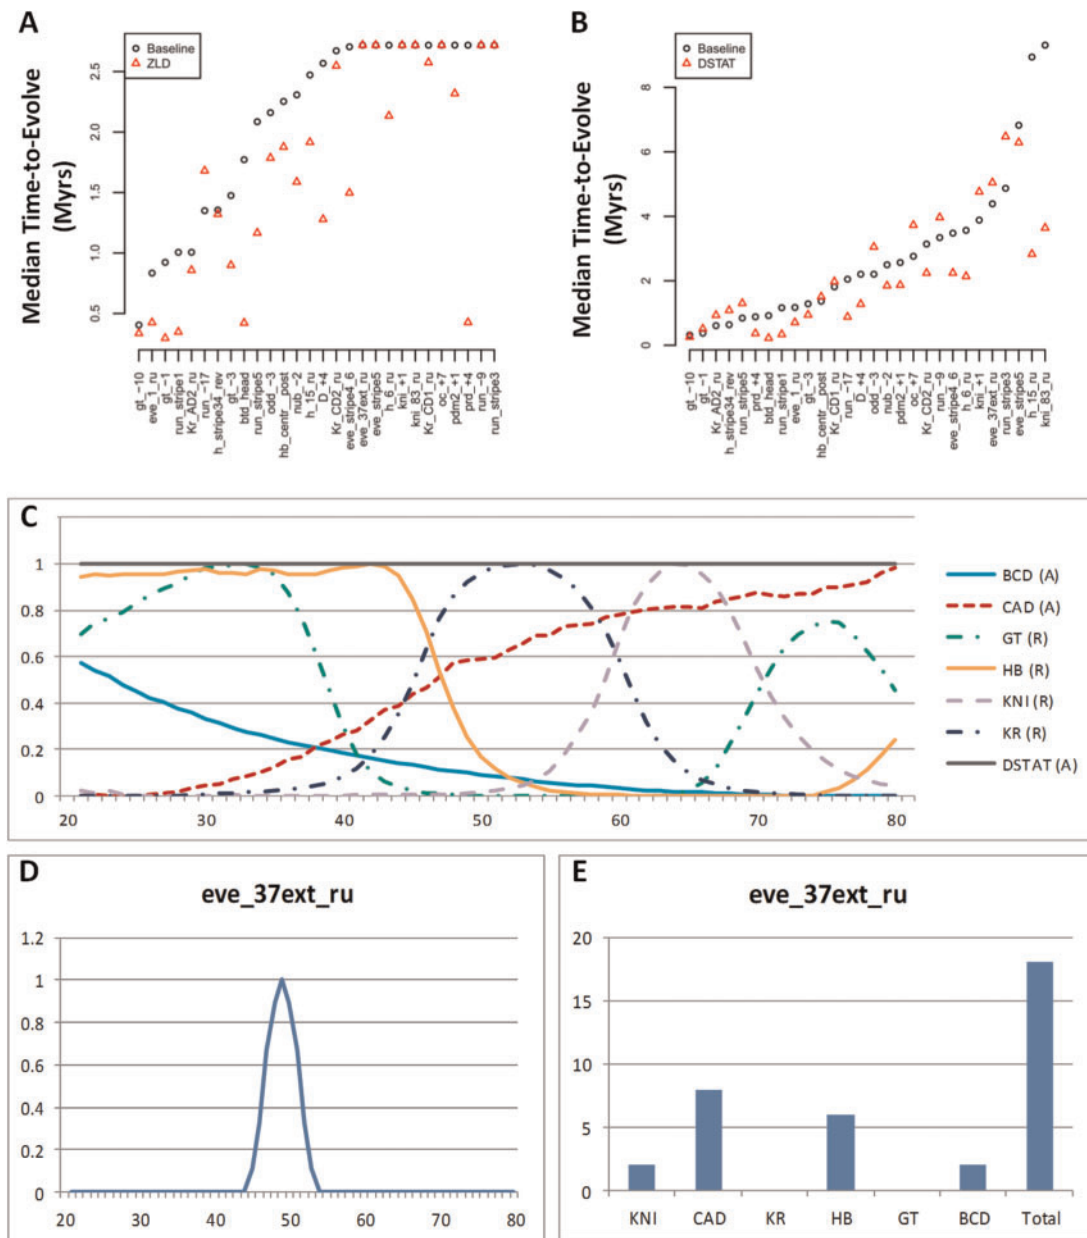 A
Baseline
ZLD
Median Time-to-Evolve
(Myrs)
2.5
2.0
1.5
1.0
0.5
gt_-10
eve_1_ru
gt_-1
run_stripe1
Kr_AD2_ru
run_-17
h_stripe34_rev
gt_-3
btd_head
run_stripe5
odd_-3
hb_centr_post
nub_-2
h_15_ru
D_+4
Kr_CD2_ru
eve_stripe4_6
eve_37ext_ru
eve_stripe5
h_6_ru
kni_+1
kni_83_ru
Kr_CD1_ru
oc_+7
pdm2_+1
prd_+4
run_-9
run_stripe3
B
Baseline
DSTAT
Median Time-to-Evolve
(Myrs)
8
6
4
2
0
gt_-10
gt_-1
Kr_AD2_ru
h_stripe34_rev
run_stripe5
prd_+4
btd_head
run_stripe1
eve_1_ru
gt_-3
hb_centr_post
Kr_CD1_ru
run_-17
D_+4
odd_-3
nub_-2
pdm2_+1
oc_+7
Kr_CD2_ru
run_-9
eve_stripe4_6
h_6_ru
kni_+1
eve_37ext_ru
run_stripe3
eve_stripe5
h_15_ru
kni_83_ru
C
1
0.8
0.6
0.4
0.2
0
20 30 40 50 60 70 80
BCD (A)
CAD (A)
GT (R)
HB (R)
KNI (R)
KR (R)
DSTAT (A)
D
eve_37ext_ru
1.2
1
0.8
0.6
0.4
0.2
0
20 30 40 50 60 70 80
E
eve_37ext_ru
20
15
10
5
0
KNI CAD KR HB GT BCD Total